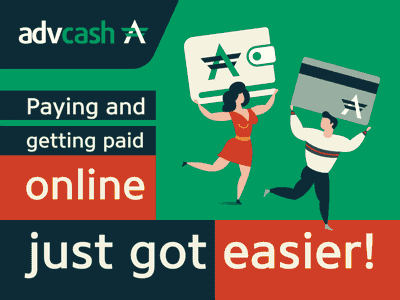 advcash
Paying and
getting paid
online
just got easier!